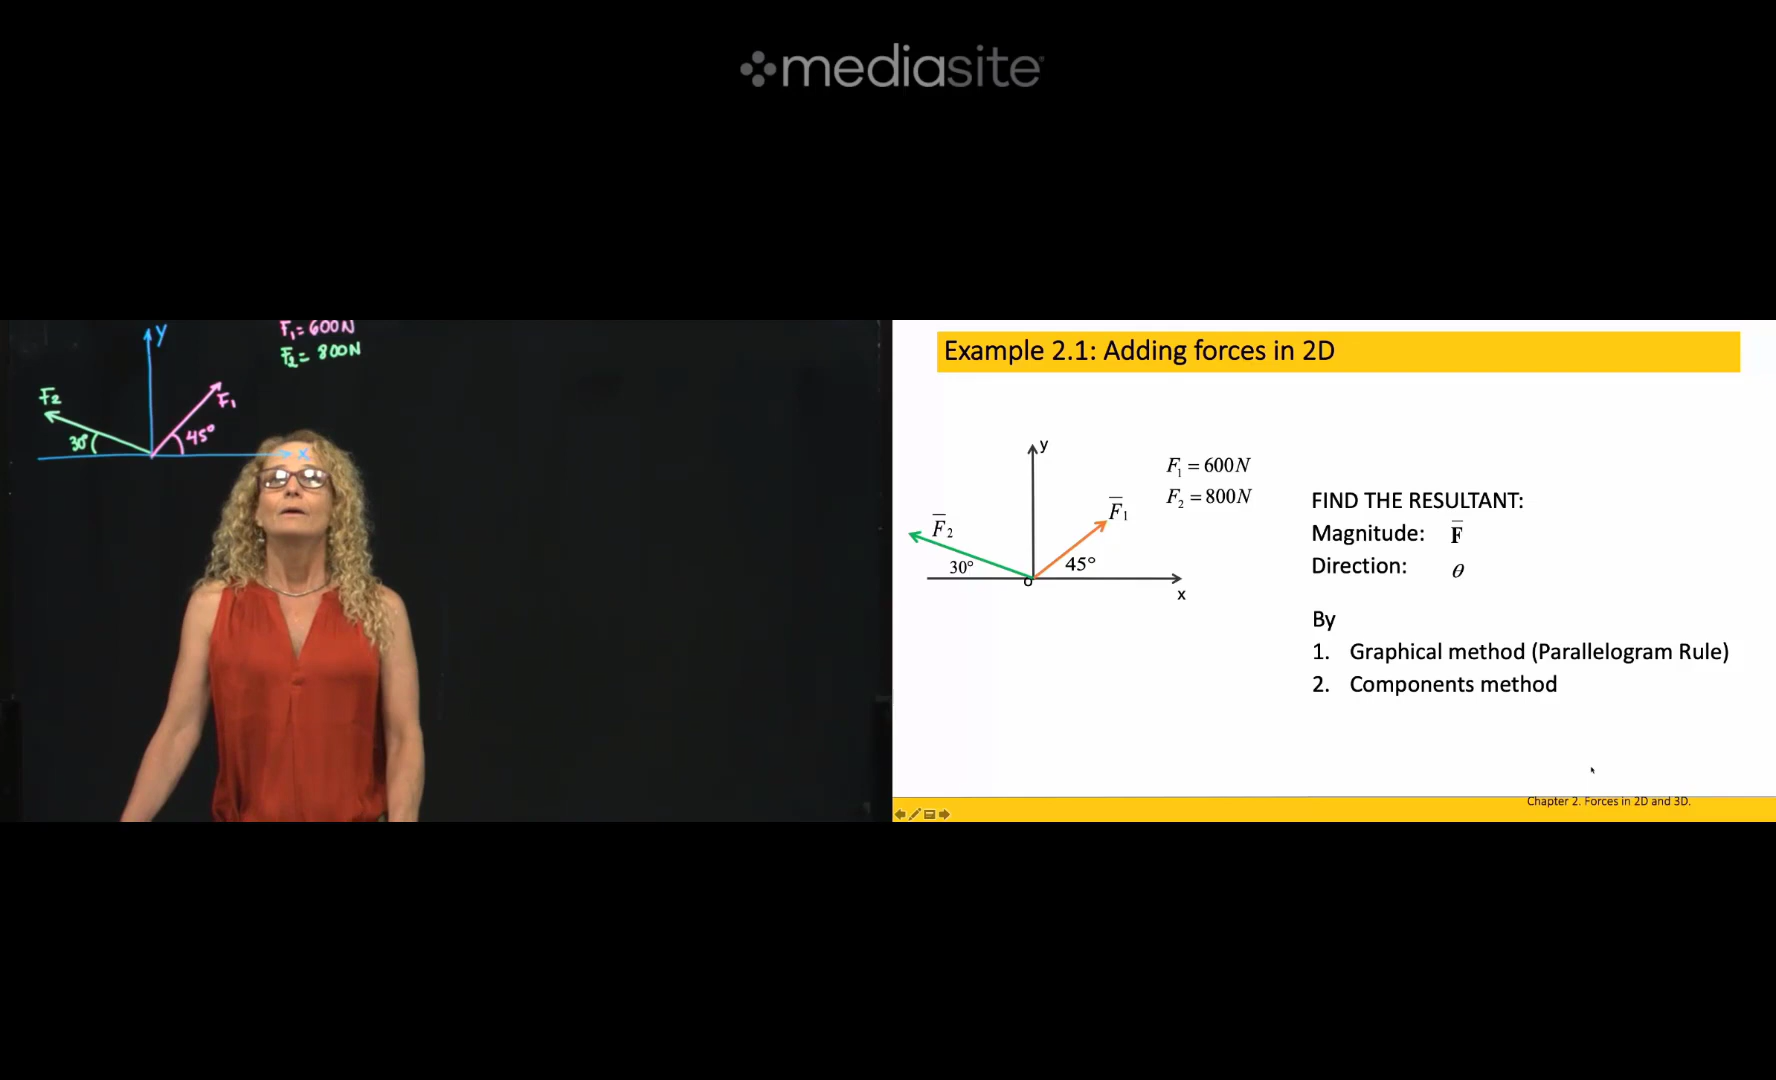 mediasite
y
F₁ = 600N
F₂ = 800N
F₂
F₁
30°
45°
x
Example 2.1: Adding forces in 2D
y
F₁ = 600N
F₂ = 800N
F̅₁
F̅₂
30°
45°
O
x
FIND THE RESULTANT:
Magnitude: F̅
Direction: θ
By
1. Graphical method (Parallelogram Rule)
2. Components method
Chapter 2. Forces in 2D and 3D.